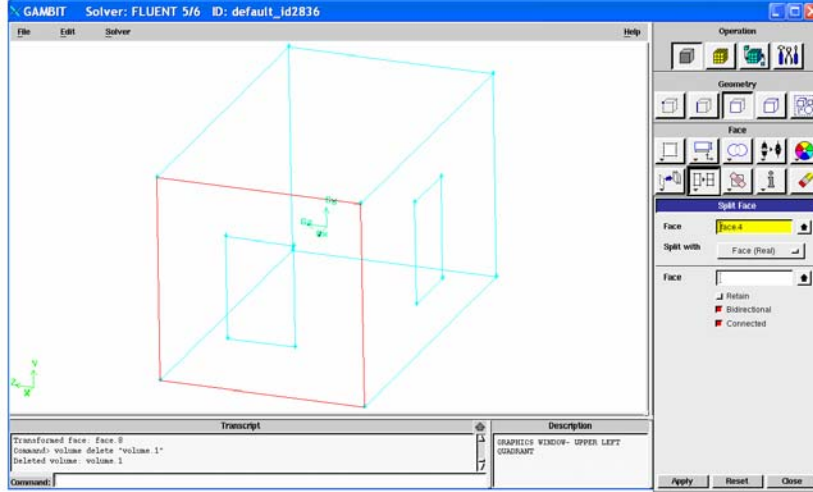 GAMBIT Solver: FLUENT 5/6 ID: default_id2836
File Edit Solver Help
Operation
Geometry
Face
Split Face
Face face.4
Split with Face (Real)
Face
Retain
Bidirectional
Connected
Z
Y
X
Transcript
Description
Transformed face: face.8
Command> volume delete "volume.1"
Deleted volume: volume.1
GRAPHICS WINDOW- UPPER LEFT
QUADRANT
Command:
Apply Reset Close